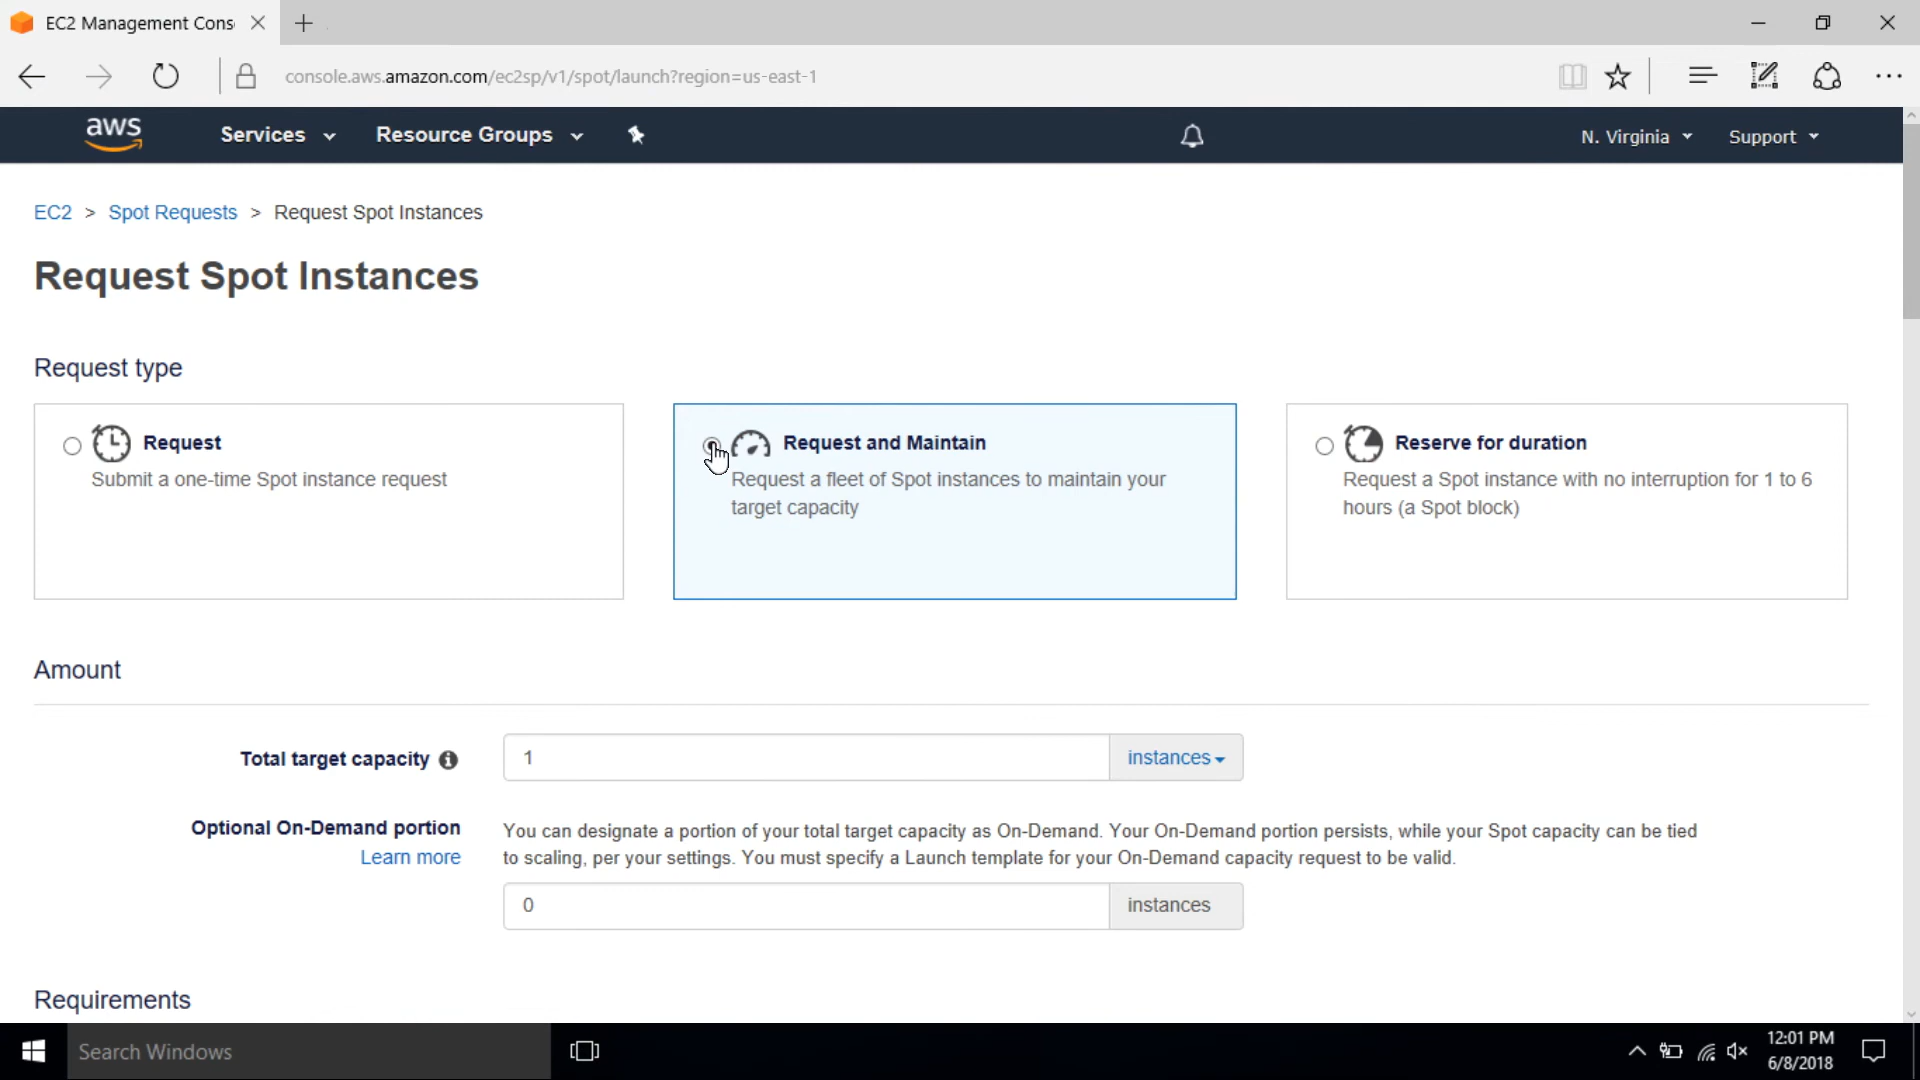 EC2 Management Cons
console.aws.amazon.com/ec2sp/v1/spot/launch?region=us-east-1
aws
Services
Resource Groups
N. Virginia
Support
EC2 > Spot Requests > Request Spot Instances
Request Spot Instances
Request type
Request
Submit a one-time Spot instance request
Request and Maintain
Request a fleet of Spot instances to maintain your
target capacity
Reserve for duration
Request a Spot instance with no interruption for 1 to 6
hours (a Spot block)
Amount
Total target capacity
1
instances
Optional On-Demand portion
Learn more
You can designate a portion of your total target capacity as On-Demand. Your On-Demand portion persists, while your Spot capacity can be tied
to scaling, per your settings. You must specify a Launch template for your On-Demand capacity request to be valid.
0
instances
Requirements
Search Windows
12:01 PM
6/8/2018